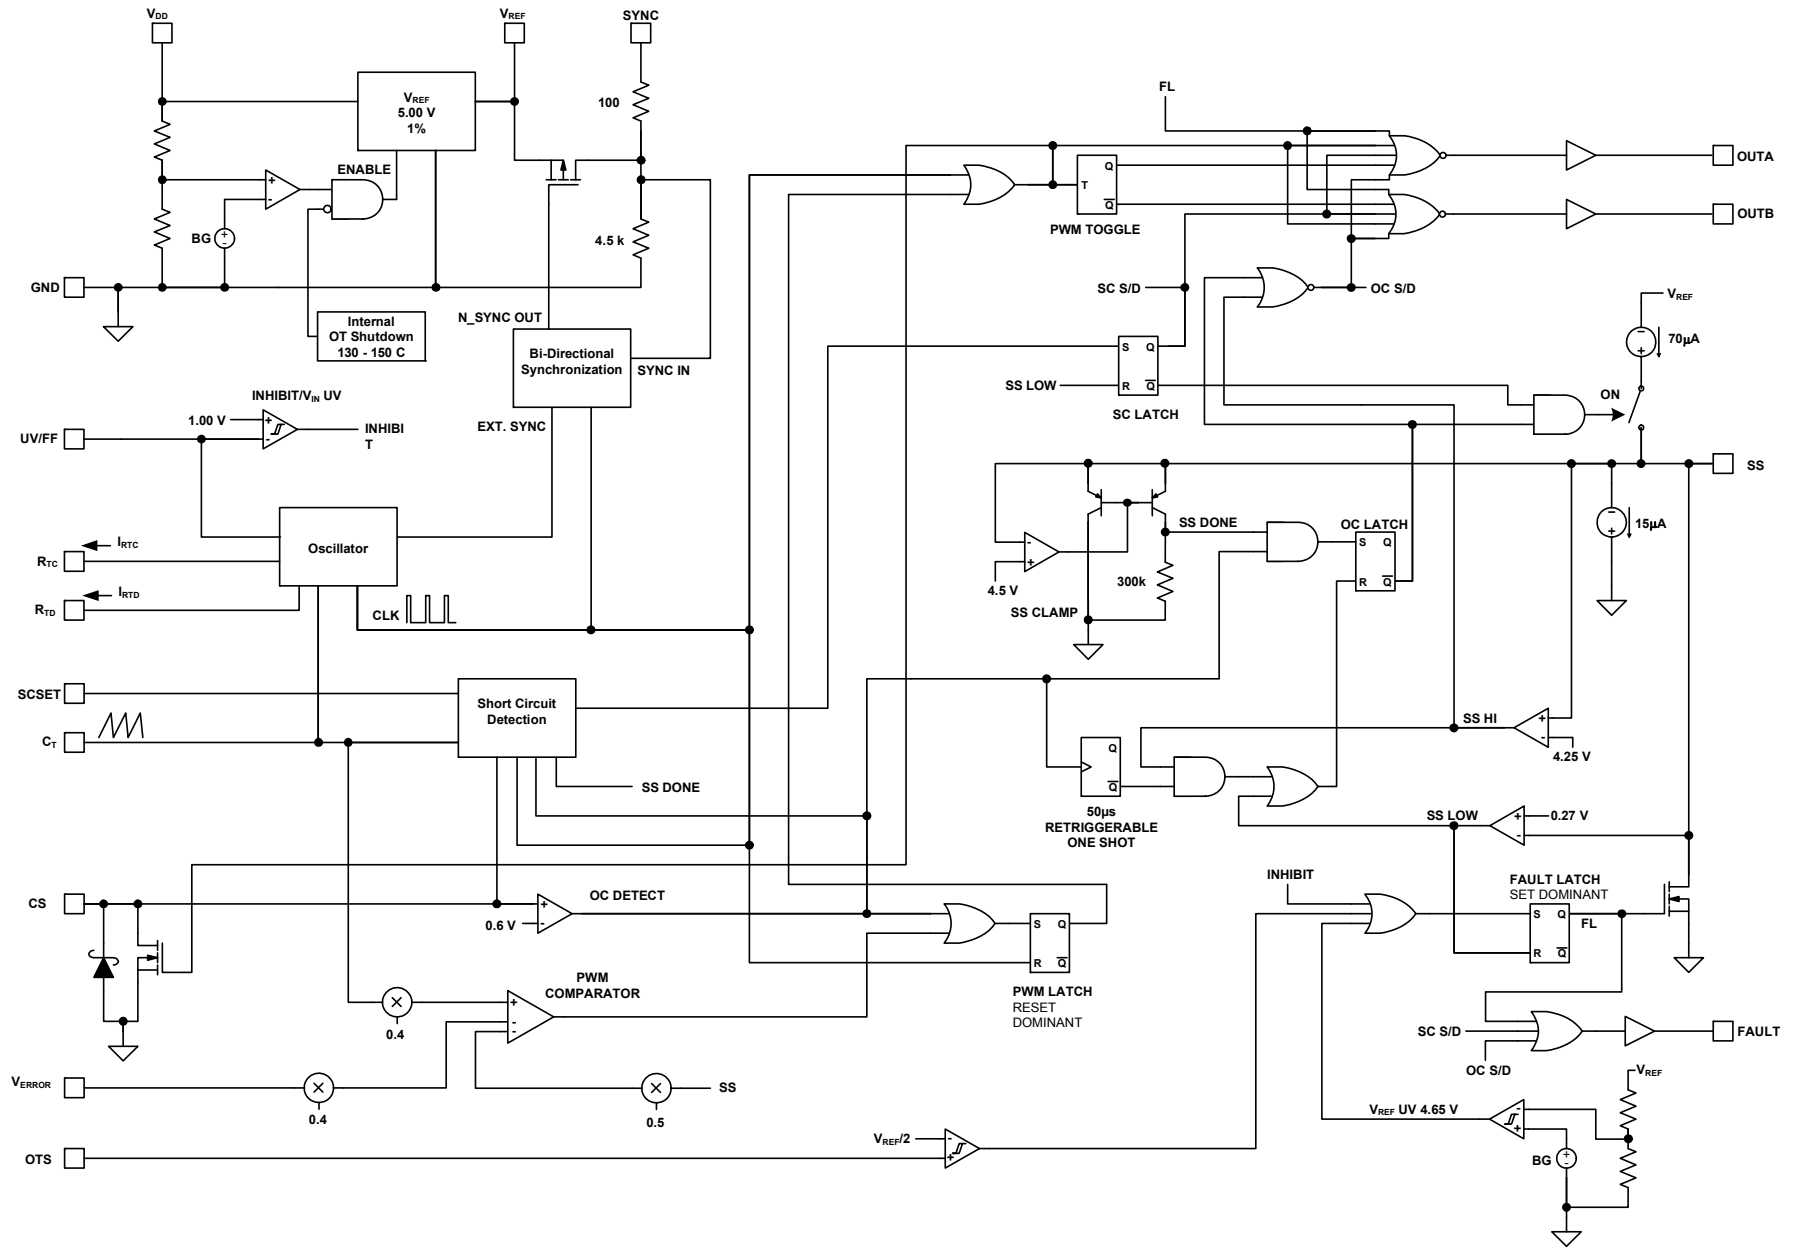 VDD
VREF
SYNC
VREF
5.00 V
1%
100
FL
ENABLE
+
-
BG
+
-
4.5 k
GND
Internal
OT Shutdown
130 - 150 C
N_SYNC OUT
Bi-Directional
Synchronization
SYNC IN
EXT. SYNC
T
Q
Q
PWM TOGGLE
OUTA
OUTB
SC S/D
OC S/D
VREF
70µA
ON
S
Q
SS LOW
R
Q
SC LATCH
INHIBIT/VIN UV
1.00 V
+
-
INHIBI
T
UV/FF
SS
15µA
SS DONE
OC LATCH
S
Q
R
Q
-
+
4.5 V
300k
SS CLAMP
Oscillator
IRTC
RTC
IRTD
RTD
CLK
SCSET
Short Circuit
Detection
CT
SS DONE
SS HI
+
-
4.25 V
Q
Q
50µs
RETRIGGERABLE
ONE SHOT
SS LOW
+
-
0.27 V
INHIBIT
FAULT LATCH
SET DOMINANT
S
Q
FL
R
Q
CS
OC DETECT
+
-
0.6 V
S
Q
R
Q
PWM LATCH
RESET
DOMINANT
PWM
COMPARATOR
+
-
-
0.4
VERROR
0.4
SS
0.5
SC S/D
OC S/D
FAULT
VREF
VREF UV 4.65 V
-
+
BG
+
-
VREF/2
-
+
OTS